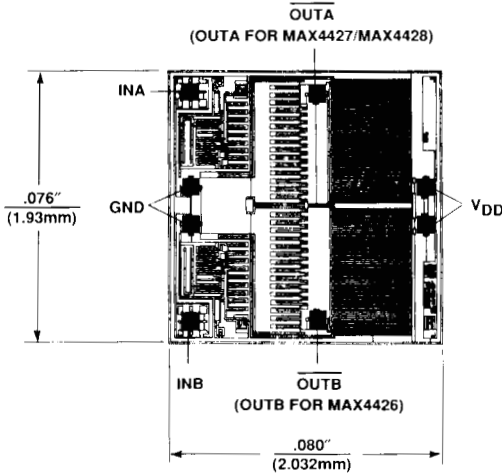 OUTA
(OUTA FOR MAX4427/MAX4428)
INA
.076″
(1.93mm)
GND
VDD
INB
OUTB
(OUTB FOR MAX4426)
.080″
(2.032mm)